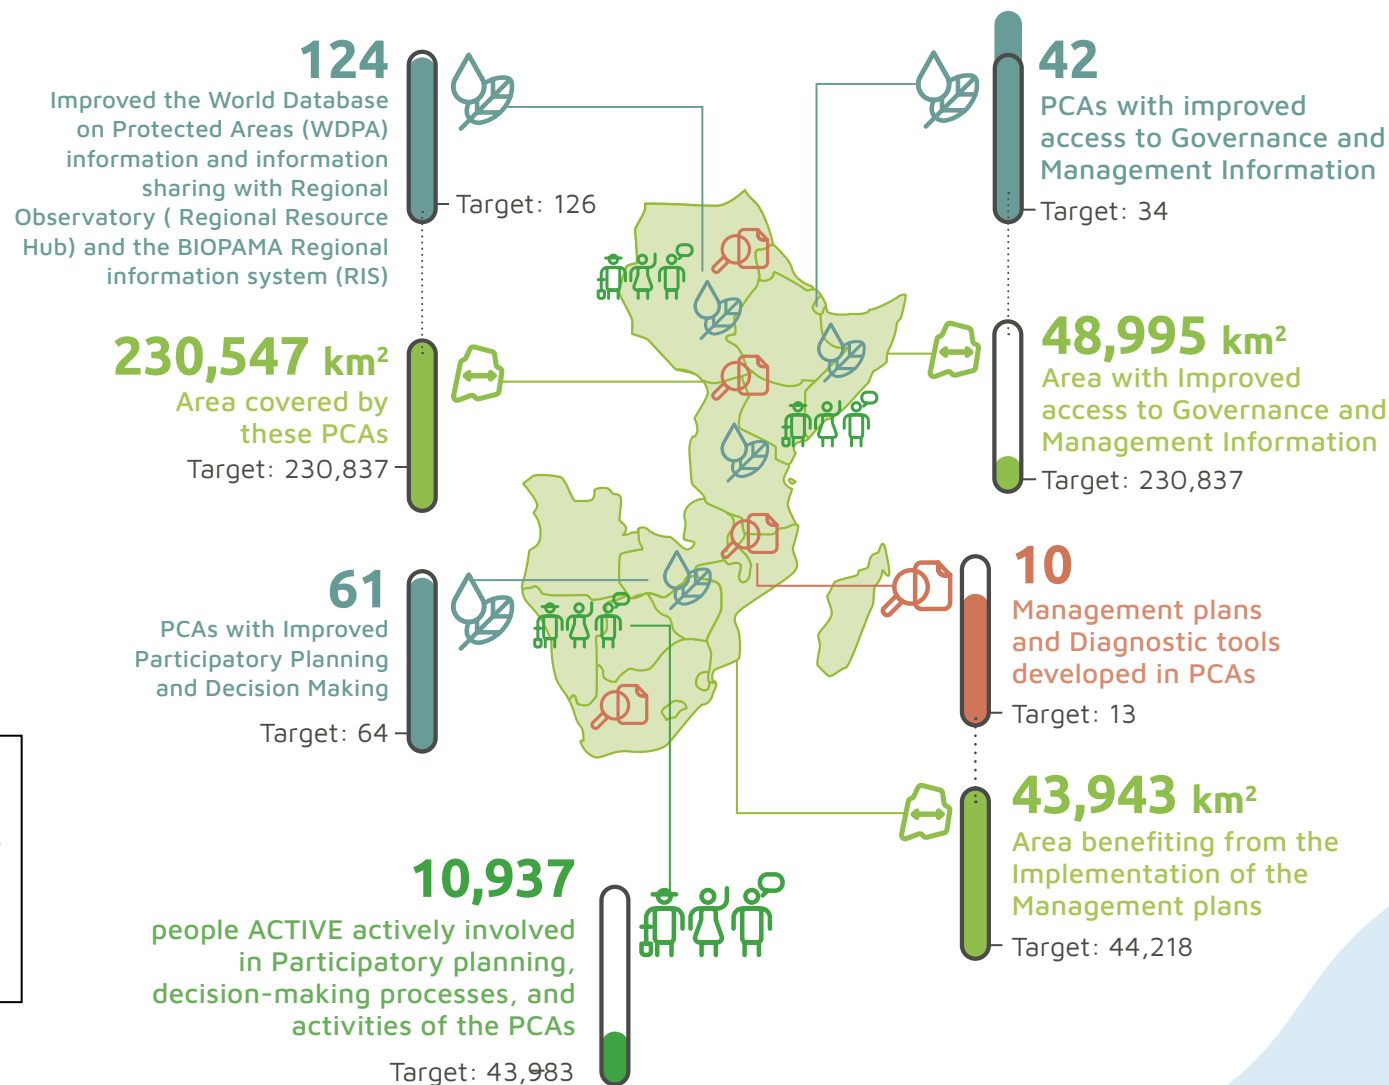 124
Improved the World Database
on Protected Areas (WDPA)
information and information
sharing with Regional
Observatory ( Regional Resource
Hub) and the BIOPAMA Regional
information system (RIS)
Target: 126
230,547 km²
Area covered by
these PCAs
Target: 230,837
61
PCAs with Improved
Participatory Planning
and Decision Making
Target: 64
10,937
people ACTIVE actively involved
in Participatory planning,
decision-making processes, and
activities of the PCAs
Target: 43,983
42
PCAs with improved
access to Governance and
Management Information
Target: 34
48,995 km²
Area with Improved
access to Governance and
Management Information
Target: 230,837
10
Management plans
and Diagnostic tools
developed in PCAs
Target: 13
43,943 km²
Area benefiting from the
Implementation of the
Management plans
Target: 44,218